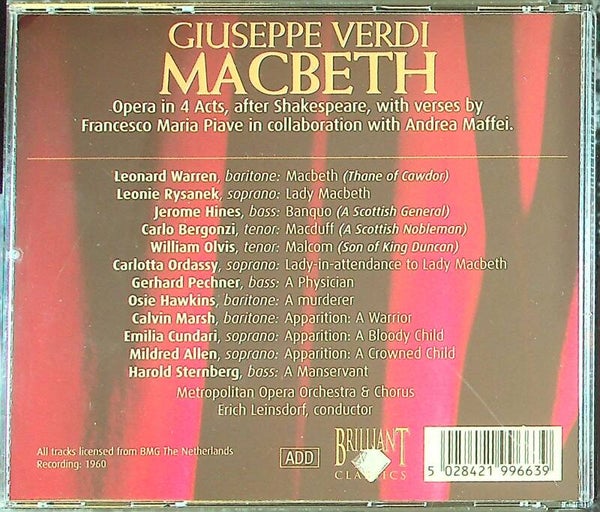 GIUSEPPE VERDI
MACBETH
Opera in 4 Acts, after Shakespeare, with verses by
Francesco Maria Piave in collaboration with Andrea Maffei.
Leonard Warren, baritone: Macbeth (Thane of Cawdor)
Leonie Rysanek, soprano: Lady Macbeth
Jerome Hines, bass: Banquo (A Scottish General)
Carlo Bergonzi, tenor: Macduff (A Scottish Nobleman)
William Olvis, tenor: Malcom (Son of King Duncan)
Carlotta Ordassy, soprano: Lady-in-attendance to Lady Macbeth
Gerhard Pechner, bass: A Physician
Osie Hawkins, baritone: A murderer
Calvin Marsh, baritone: Apparition: A Warrior
Emilia Cundari, soprano: Apparition: A Bloody Child
Mildred Allen, soprano: Apparition: A Crowned Child
Harold Sternberg, bass: A Manservant
Metropolitan Opera Orchestra & Chorus
Erich Leinsdorf, conductor
All tracks licensed from BMG The Netherlands
Recording: 1960
ADD
BRILLIANT
CLASSICS
5 028421 996639